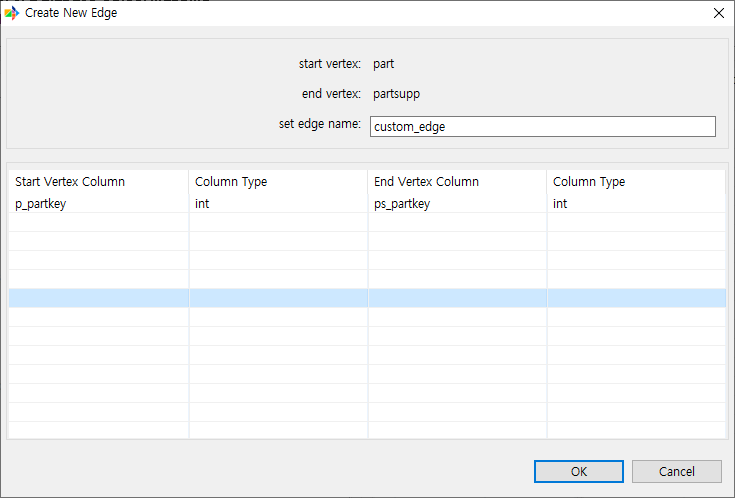 Create New Edge
start vertex: part
end vertex: partsupp
set edge name: custom_edge
Start Vertex Column Column Type End Vertex Column Column Type
p_partkey int ps_partkey int
OK Cancel